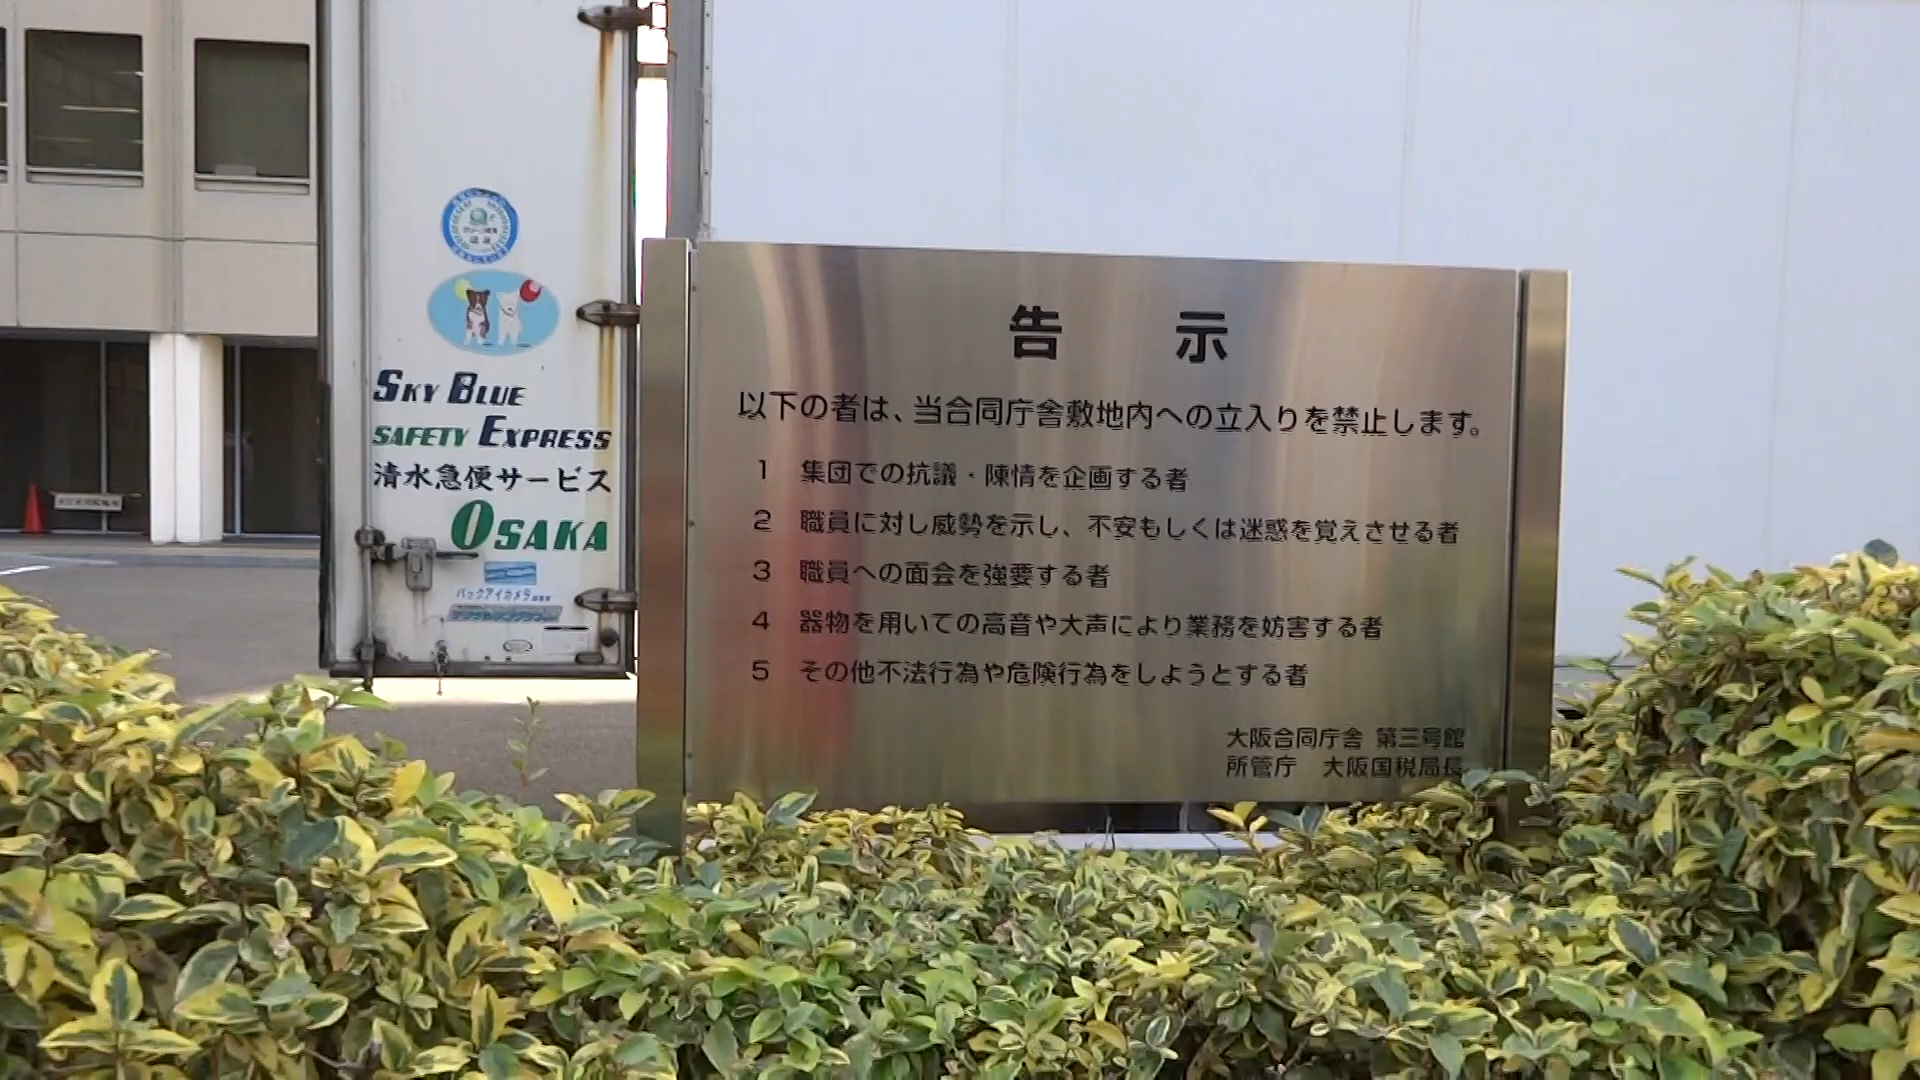 SKY BLUE
SAFETY EXPRESS
清水急便サービス
OSAKA
バックアイカメラ
告 示
以下の者は、当合同庁舎敷地内への立入りを禁止します。
1 集団での抗議・陳情を企画する者
2 職員に対し威勢を示し、不安もしくは迷惑を覚えさせる者
3 職員への面会を強要する者
4 器物を用いての高音や大声により業務を妨害する者
5 その他不法行為や危険行為をしようとする者
大阪合同庁舎 第三号館
所管庁 大阪国税局長